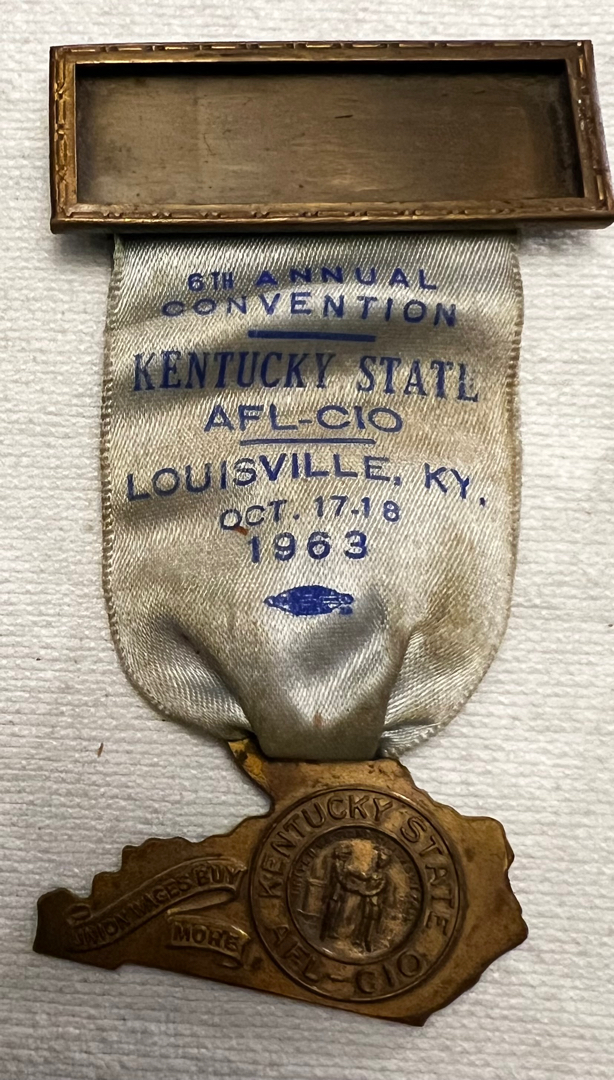 6TH ANNUAL
CONVENTION
KENTUCKY STATE
AFL-CIO
LOUISVILLE, KY.
OCT. 17-18
1963
KENTUCKY STATE
AFL-CIO
UNION WAGES BUY
MORE